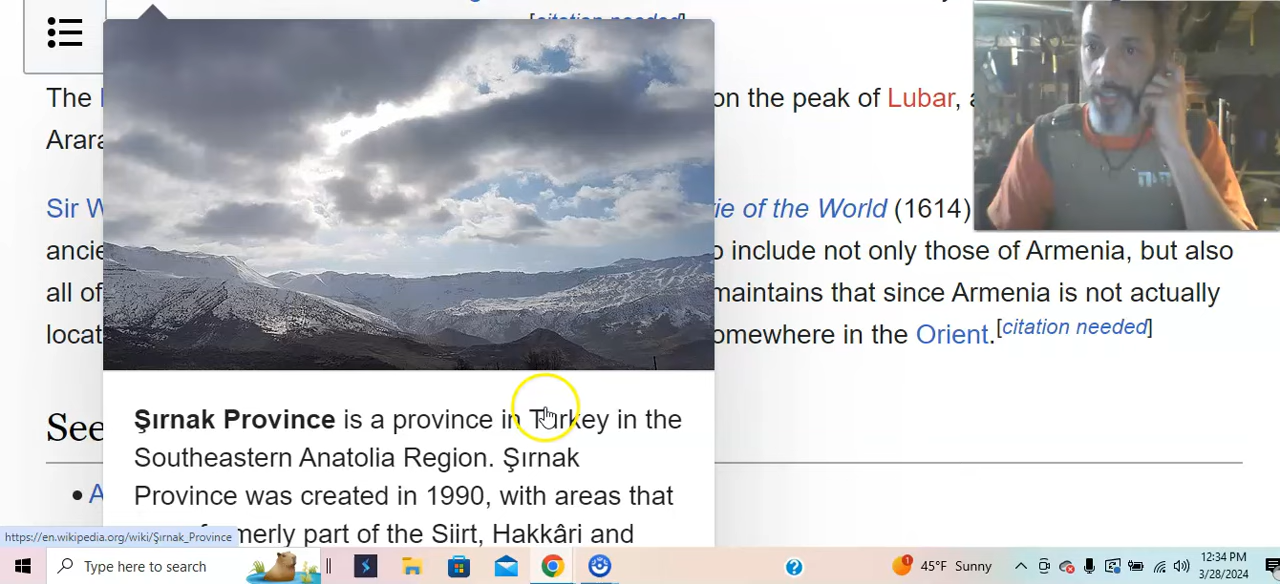 [citation needed]
The
on the peak of Lubar, a
Arara
Sir W
ie of the World (1614)
ancie
o include not only those of Armenia, but also
all of
maintains that since Armenia is not actually
locat
omewhere in the Orient.[citation needed]
Şırnak Province is a province in Turkey in the
Southeastern Anatolia Region. Şırnak
Province was created in 1990, with areas that
formerly part of the Siirt, Hakkâri and
See
• A
https://en.wikipedia.org/wiki/Şırnak_Province
Type here to search
45°F Sunny
12:34 PM
3/28/2024